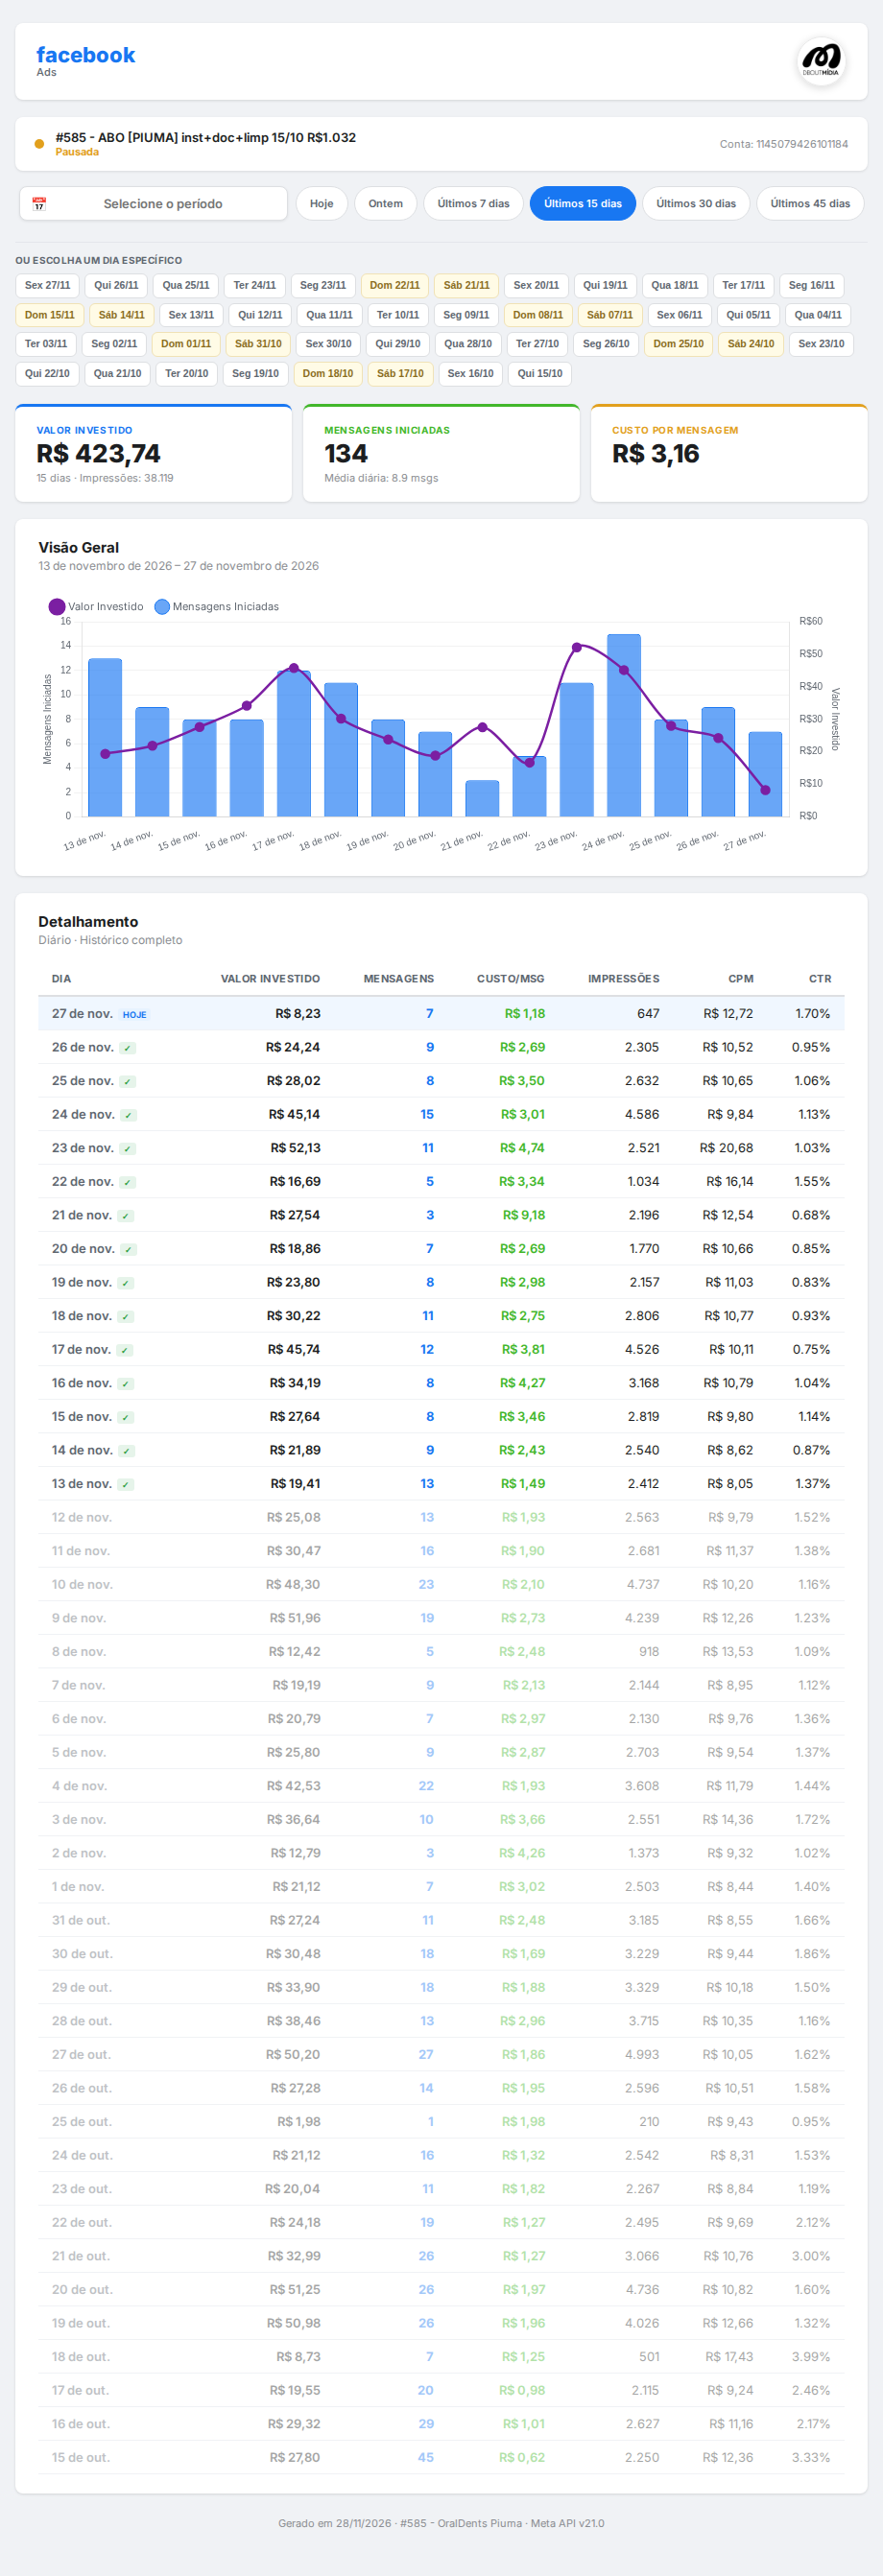 facebook
Ads
DBOUTMÍDIA
#585 - ABO [PIUMA] inst+doc+limp 15/10 R$1.032
Pausada
Conta: 1145079426101184
📅 Selecione o período Hoje Ontem Últimos 7 dias Últimos 15 dias Últimos 30 dias Últimos 45 dias
OU ESCOLHA UM DIA ESPECÍFICO
Sex 27/11 Qui 26/11 Qua 25/11 Ter 24/11 Seg 23/11 Dom 22/11 Sáb 21/11 Sex 20/11 Qui 19/11 Qua 18/11 Ter 17/11 Seg 16/11
Dom 15/11 Sáb 14/11 Sex 13/11 Qui 12/11 Qua 11/11 Ter 10/11 Seg 09/11 Dom 08/11 Sáb 07/11 Sex 06/11 Qui 05/11 Qua 04/11
Ter 03/11 Seg 02/11 Dom 01/11 Sáb 31/10 Sex 30/10 Qui 29/10 Qua 28/10 Ter 27/10 Seg 26/10 Dom 25/10 Sáb 24/10 Sex 23/10
Qui 22/10 Qua 21/10 Ter 20/10 Seg 19/10 Dom 18/10 Sáb 17/10 Sex 16/10 Qui 15/10
VALOR INVESTIDO
R$ 423,74
15 dias · Impressões: 38.119
MENSAGENS INICIADAS
134
Média diária: 8.9 msgs
CUSTO POR MENSAGEM
R$ 3,16
Visão Geral
13 de novembro de 2026 – 27 de novembro de 2026
Valor Investido Mensagens Iniciadas
Mensagens Iniciadas
16
14
12
10
8
6
4
2
0
R$60
R$50
R$40
R$30
R$20
R$10
R$0
Valor Investido
13 de nov. 14 de nov. 15 de nov. 16 de nov. 17 de nov. 18 de nov. 19 de nov. 20 de nov. 21 de nov. 22 de nov. 23 de nov. 24 de nov. 25 de nov. 26 de nov. 27 de nov.
Detalhamento
Diário · Histórico completo
DIA VALOR INVESTIDO MENSAGENS CUSTO/MSG IMPRESSÕES CPM CTR
27 de nov. HOJE R$ 8,23 7 R$ 1,18 647 R$ 12,72 1.70%
26 de nov. ✓ R$ 24,24 9 R$ 2,69 2.305 R$ 10,52 0.95%
25 de nov. ✓ R$ 28,02 8 R$ 3,50 2.632 R$ 10,65 1.06%
24 de nov. ✓ R$ 45,14 15 R$ 3,01 4.586 R$ 9,84 1.13%
23 de nov. ✓ R$ 52,13 11 R$ 4,74 2.521 R$ 20,68 1.03%
22 de nov. ✓ R$ 16,69 5 R$ 3,34 1.034 R$ 16,14 1.55%
21 de nov. ✓ R$ 27,54 3 R$ 9,18 2.196 R$ 12,54 0.68%
20 de nov. ✓ R$ 18,86 7 R$ 2,69 1.770 R$ 10,66 0.85%
19 de nov. ✓ R$ 23,80 8 R$ 2,98 2.157 R$ 11,03 0.83%
18 de nov. ✓ R$ 30,22 11 R$ 2,75 2.806 R$ 10,77 0.93%
17 de nov. ✓ R$ 45,74 12 R$ 3,81 4.526 R$ 10,11 0.75%
16 de nov. ✓ R$ 34,19 8 R$ 4,27 3.168 R$ 10,79 1.04%
15 de nov. ✓ R$ 27,64 8 R$ 3,46 2.819 R$ 9,80 1.14%
14 de nov. ✓ R$ 21,89 9 R$ 2,43 2.540 R$ 8,62 0.87%
13 de nov. ✓ R$ 19,41 13 R$ 1,49 2.412 R$ 8,05 1.37%
12 de nov. R$ 25,08 13 R$ 1,93 2.563 R$ 9,79 1.52%
11 de nov. R$ 30,47 16 R$ 1,90 2.681 R$ 11,37 1.38%
10 de nov. R$ 48,30 23 R$ 2,10 4.737 R$ 10,20 1.16%
9 de nov. R$ 51,96 19 R$ 2,73 4.239 R$ 12,26 1.23%
8 de nov. R$ 12,42 5 R$ 2,48 918 R$ 13,53 1.09%
7 de nov. R$ 19,19 9 R$ 2,13 2.144 R$ 8,95 1.12%
6 de nov. R$ 20,79 7 R$ 2,97 2.130 R$ 9,76 1.36%
5 de nov. R$ 25,80 9 R$ 2,87 2.703 R$ 9,54 1.37%
4 de nov. R$ 42,53 22 R$ 1,93 3.608 R$ 11,79 1.44%
3 de nov. R$ 36,64 10 R$ 3,66 2.551 R$ 14,36 1.72%
2 de nov. R$ 12,79 3 R$ 4,26 1.373 R$ 9,32 1.02%
1 de nov. R$ 21,12 7 R$ 3,02 2.503 R$ 8,44 1.40%
31 de out. R$ 27,24 11 R$ 2,48 3.185 R$ 8,55 1.66%
30 de out. R$ 30,48 18 R$ 1,69 3.229 R$ 9,44 1.86%
29 de out. R$ 33,90 18 R$ 1,88 3.329 R$ 10,18 1.50%
28 de out. R$ 38,46 13 R$ 2,96 3.715 R$ 10,35 1.16%
27 de out. R$ 50,20 27 R$ 1,86 4.993 R$ 10,05 1.62%
26 de out. R$ 27,28 14 R$ 1,95 2.596 R$ 10,51 1.58%
25 de out. R$ 1,98 1 R$ 1,98 210 R$ 9,43 0.95%
24 de out. R$ 21,12 16 R$ 1,32 2.542 R$ 8,31 1.53%
23 de out. R$ 20,04 11 R$ 1,82 2.267 R$ 8,84 1.19%
22 de out. R$ 24,18 19 R$ 1,27 2.495 R$ 9,69 2.12%
21 de out. R$ 32,99 26 R$ 1,27 3.066 R$ 10,76 3.00%
20 de out. R$ 51,25 26 R$ 1,97 4.736 R$ 10,82 1.60%
19 de out. R$ 50,98 26 R$ 1,96 4.026 R$ 12,66 1.32%
18 de out. R$ 8,73 7 R$ 1,25 501 R$ 17,43 3.99%
17 de out. R$ 19,55 20 R$ 0,98 2.115 R$ 9,24 2.46%
16 de out. R$ 29,32 29 R$ 1,01 2.627 R$ 11,16 2.17%
15 de out. R$ 27,80 45 R$ 0,62 2.250 R$ 12,36 3.33%
Gerado em 28/11/2026 · #585 - OralDents Piuma · Meta API v21.0